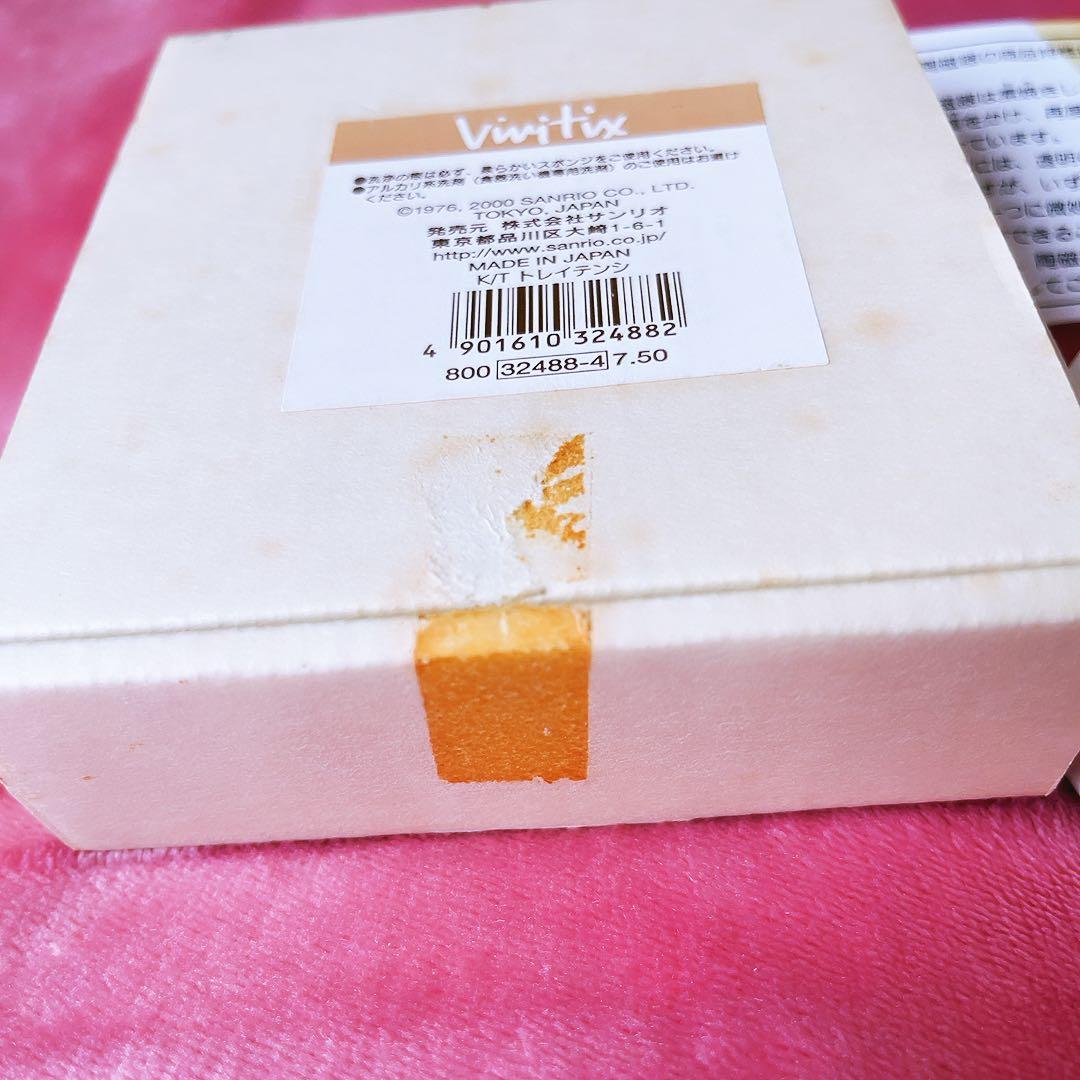 Vivitix
●洗浄の際は必ず、柔らかいスポンジをご使用ください。
●アルカリ系洗剤（食器洗い機専用洗剤）のご使用はお避け
ください。
©1976, 2000 SANRIO CO., LTD.
TOKYO, JAPAN
発売元 株式会社サンリオ
東京都品川区大崎1-6-1
http://www.sanrio.co.jp/
MADE IN JAPAN
K/T トレイテンシ
4 901610 324882
800 32488-4 7.50
ています。